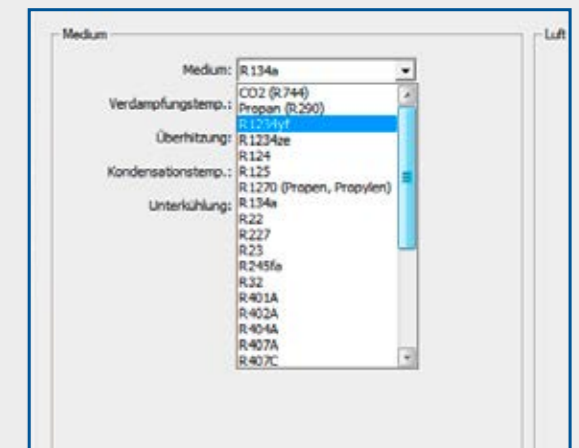 Medium
Luft
Medium: R134a
CO2 (R744)
Verdampfungstemp.: Propan (R290)
R1234yf
Überhitzung: R1234ze
R124
Kondensationstemp.: R125
R1270 (Propen, Propylen)
Unterkühlung: R134a
R22
R227
R23
R245fa
R32
R401A
R402A
R404A
R407A
R407C